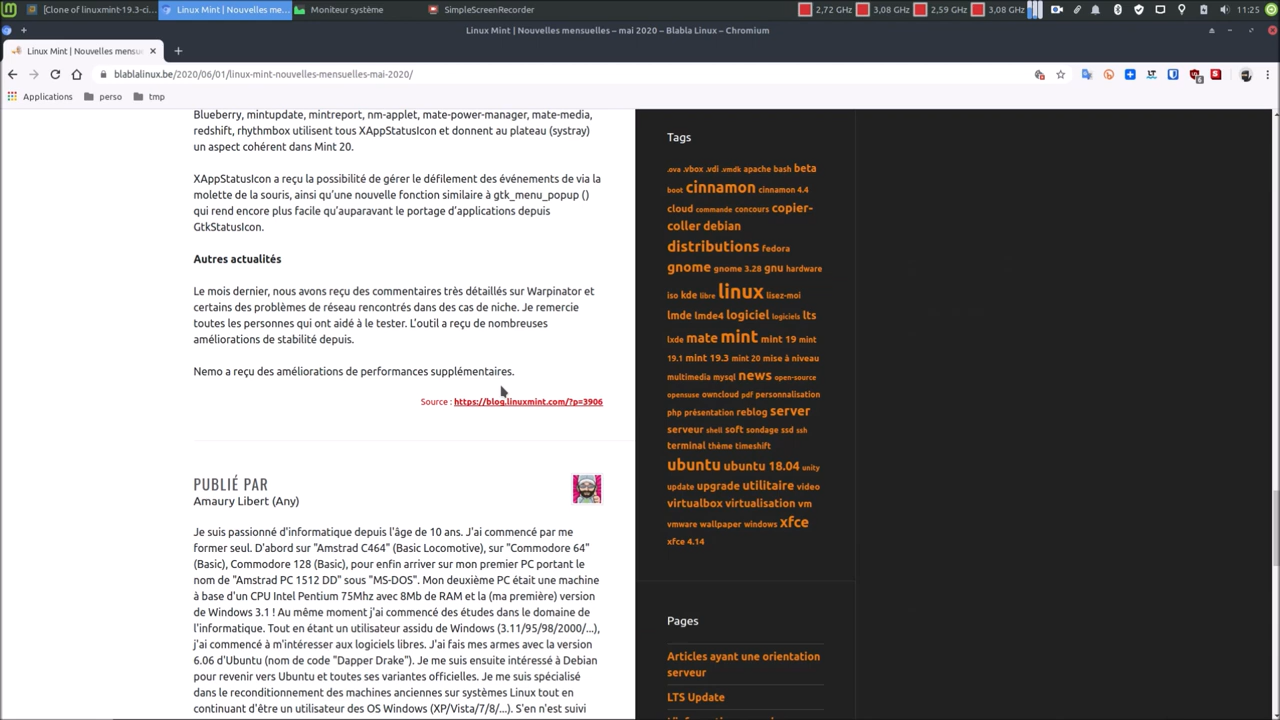 [Clone of linuxmint-19.3-ci...
Linux Mint | Nouvelles me...
Moniteur système
SimpleScreenRecorder
2,72 GHz
3,08 GHz
2,59 GHz
3,08 GHz
11:25
Linux Mint | Nouvelles mensuelles – mai 2020 – Blabla Linux – Chromium
Linux Mint | Nouvelles mensue
blablalinux.be/2020/06/01/linux-mint-nouvelles-mensuelles-mai-2020/
Applications
perso
tmp
Blueberry, mintupdate, mintreport, nm-applet, mate-power-manager, mate-media,
redshift, rhythmbox utilisent tous XAppStatusIcon et donnent au plateau (systray)
un aspect cohérent dans Mint 20.
XAppStatusIcon a reçu la possibilité de gérer le défilement des événements de via la
molette de la souris, ainsi qu'une nouvelle fonction similaire à gtk_menu_popup ()
qui rend encore plus facile qu'auparavant le portage d'applications depuis
GtkStatusIcon.
Autres actualités
Le mois dernier, nous avons reçu des commentaires très détaillés sur Warpinator et
certains des problèmes de réseau rencontrés dans des cas de niche. Je remercie
toutes les personnes qui ont aidé à le tester. L'outil a reçu de nombreuses
améliorations de stabilité depuis.
Nemo a reçu des améliorations de performances supplémentaires.
Source : https://blog.linuxmint.com/?p=3906
PUBLIÉ PAR
Amaury Libert (Any)
Je suis passionné d'informatique depuis l'âge de 10 ans. J'ai commencé par me
former seul. D'abord sur "Amstrad C464" (Basic Locomotive), sur "Commodore 64"
(Basic), Commodore 128 (Basic), pour enfin arriver sur mon premier PC portant le
nom de "Amstrad PC 1512 DD" sous "MS-DOS". Mon deuxième PC était une machine
à base d'un CPU Intel Pentium 75Mhz avec 8Mb de RAM et la (ma première) version
de Windows 3.1 ! Au même moment j'ai commencé des études dans le domaine de
l'informatique. Tout en étant un utilisateur assidu de Windows (3.11/95/98/2000/...),
j'ai commencé à m'intéresser aux logiciels libres. J'ai fais mes armes avec la version
6.06 d'Ubuntu (nom de code "Dapper Drake"). Je me suis ensuite intéressé à Debian
pour revenir vers Ubuntu et toutes ses variantes officielles. Je me suis spécialisé
dans le reconditionnement des machines anciennes sur systèmes Linux tout en
continuant d'être un utilisateur des OS Windows (XP/Vista/7/8/...). S'en n'est suivi
Tags
.ova .vbox .vdi .vmdk apache bash beta
boot cinnamon cinnamon 4.4
cloud commande concours copier-
coller debian
distributions fedora
gnome gnome 3.28 gnu hardware
iso kde libre linux lisez-moi
lmde lmde4 logiciel logiciels lts
lxde mate mint mint 19 mint
19.1 mint 19.3 mint 20 mise à niveau
multimedia mysql news open-source
opensuse owncloud pdf personnalisation
php présentation reblog server
serveur shell soft sondage ssd ssh
terminal thème timeshift
ubuntu ubuntu 18.04 unity
update upgrade utilitaire video
virtualbox virtualisation vm
vmware wallpaper windows xfce
xfce 4.14
Pages
Articles ayant une orientation
serveur
LTS Update